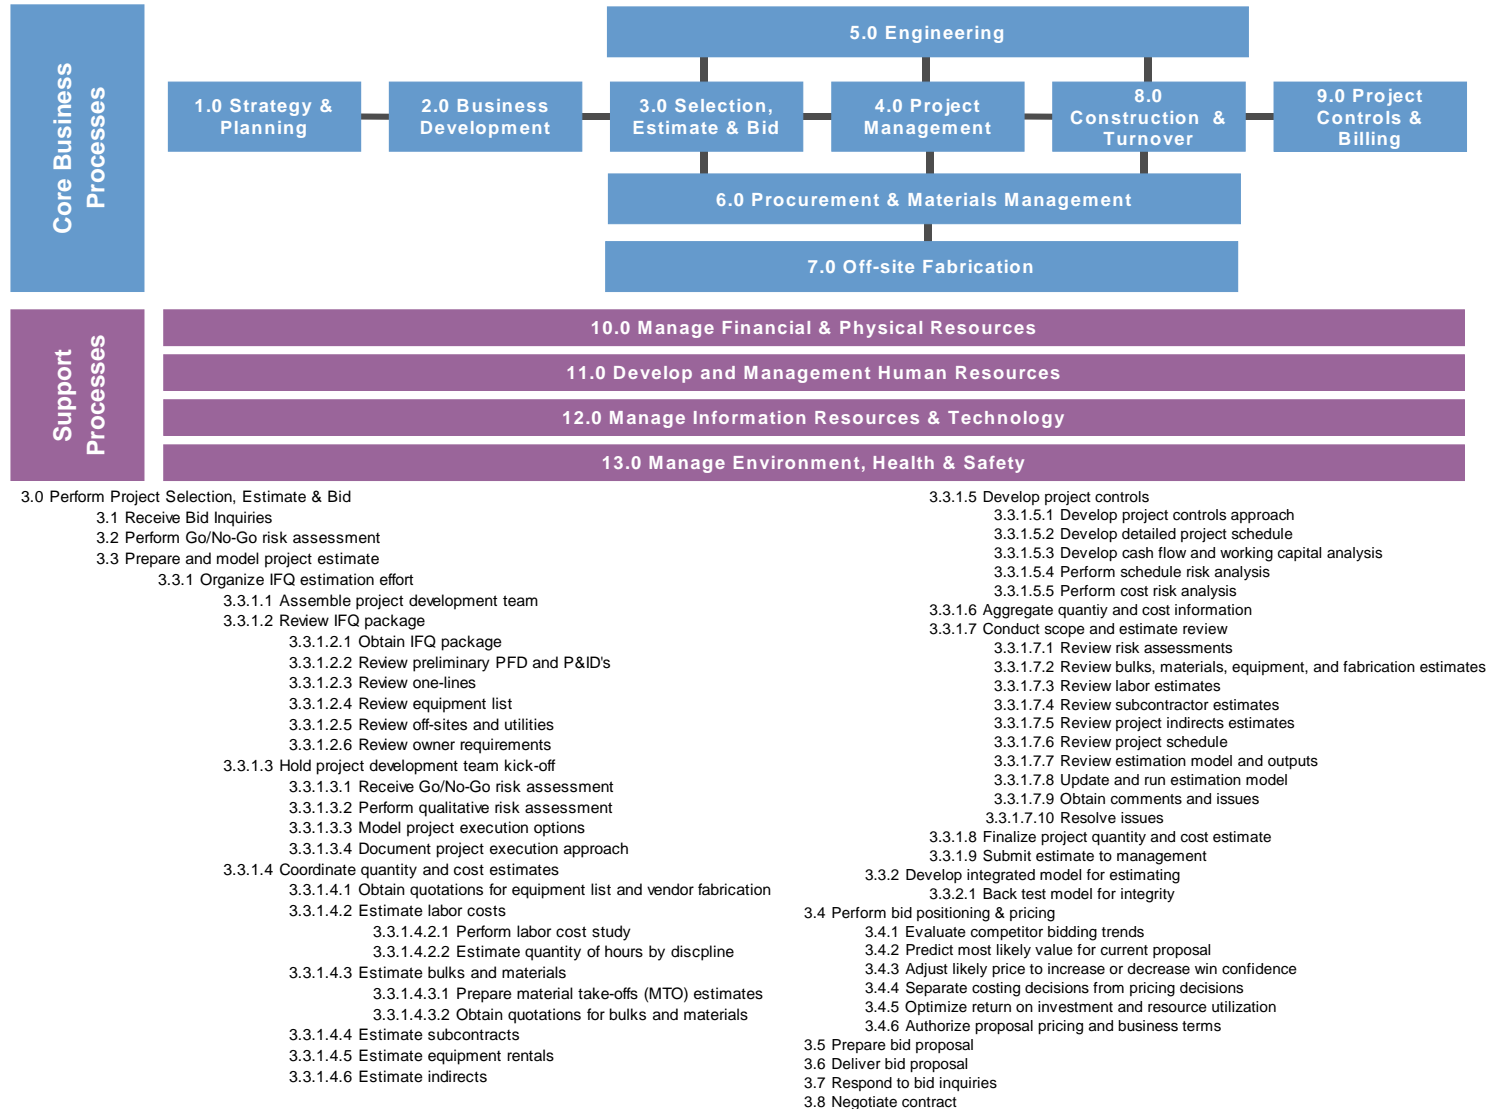 Core Business
Processes
5.0 Engineering
1.0 Strategy &
Planning
2.0 Business
Development
3.0 Selection,
Estimate & Bid
4.0 Project
Management
8.0
Construction &
Turnover
9.0 Project
Controls &
Billing
6.0 Procurement & Materials Management
7.0 Off-site Fabrication
Support
Processes
10.0 Manage Financial & Physical Resources
11.0 Develop and Management Human Resources
12.0 Manage Information Resources & Technology
13.0 Manage Environment, Health & Safety
3.0 Perform Project Selection, Estimate & Bid
3.1 Receive Bid Inquiries
3.2 Perform Go/No-Go risk assessment
3.3 Prepare and model project estimate
3.3.1 Organize IFQ estimation effort
3.3.1.1 Assemble project development team
3.3.1.2 Review IFQ package
3.3.1.2.1 Obtain IFQ package
3.3.1.2.2 Review preliminary PFD and P&ID's
3.3.1.2.3 Review one-lines
3.3.1.2.4 Review equipment list
3.3.1.2.5 Review off-sites and utilities
3.3.1.2.6 Review owner requirements
3.3.1.3 Hold project development team kick-off
3.3.1.3.1 Receive Go/No-Go risk assessment
3.3.1.3.2 Perform qualitative risk assessment
3.3.1.3.3 Model project execution options
3.3.1.3.4 Document project execution approach
3.3.1.4 Coordinate quantity and cost estimates
3.3.1.4.1 Obtain quotations for equipment list and vendor fabrication
3.3.1.4.2 Estimate labor costs
3.3.1.4.2.1 Perform labor cost study
3.3.1.4.2.2 Estimate quantity of hours by discpline
3.3.1.4.3 Estimate bulks and materials
3.3.1.4.3.1 Prepare material take-offs (MTO) estimates
3.3.1.4.3.2 Obtain quotations for bulks and materials
3.3.1.4.4 Estimate subcontracts
3.3.1.4.5 Estimate equipment rentals
3.3.1.4.6 Estimate indirects
3.3.1.5 Develop project controls
3.3.1.5.1 Develop project controls approach
3.3.1.5.2 Develop detailed project schedule
3.3.1.5.3 Develop cash flow and working capital analysis
3.3.1.5.4 Perform schedule risk analysis
3.3.1.5.5 Perform cost risk analysis
3.3.1.6 Aggregate quantiy and cost information
3.3.1.7 Conduct scope and estimate review
3.3.1.7.1 Review risk assessments
3.3.1.7.2 Review bulks, materials, equipment, and fabrication estimates
3.3.1.7.3 Review labor estimates
3.3.1.7.4 Review subcontractor estimates
3.3.1.7.5 Review project indirects estimates
3.3.1.7.6 Review project schedule
3.3.1.7.7 Review estimation model and outputs
3.3.1.7.8 Update and run estimation model
3.3.1.7.9 Obtain comments and issues
3.3.1.7.10 Resolve issues
3.3.1.8 Finalize project quantity and cost estimate
3.3.1.9 Submit estimate to management
3.3.2 Develop integrated model for estimating
3.3.2.1 Back test model for integrity
3.4 Perform bid positioning & pricing
3.4.1 Evaluate competitor bidding trends
3.4.2 Predict most likely value for current proposal
3.4.3 Adjust likely price to increase or decrease win confidence
3.4.4 Separate costing decisions from pricing decisions
3.4.5 Optimize return on investment and resource utilization
3.4.6 Authorize proposal pricing and business terms
3.5 Prepare bid proposal
3.6 Deliver bid proposal
3.7 Respond to bid inquiries
3.8 Negotiate contract